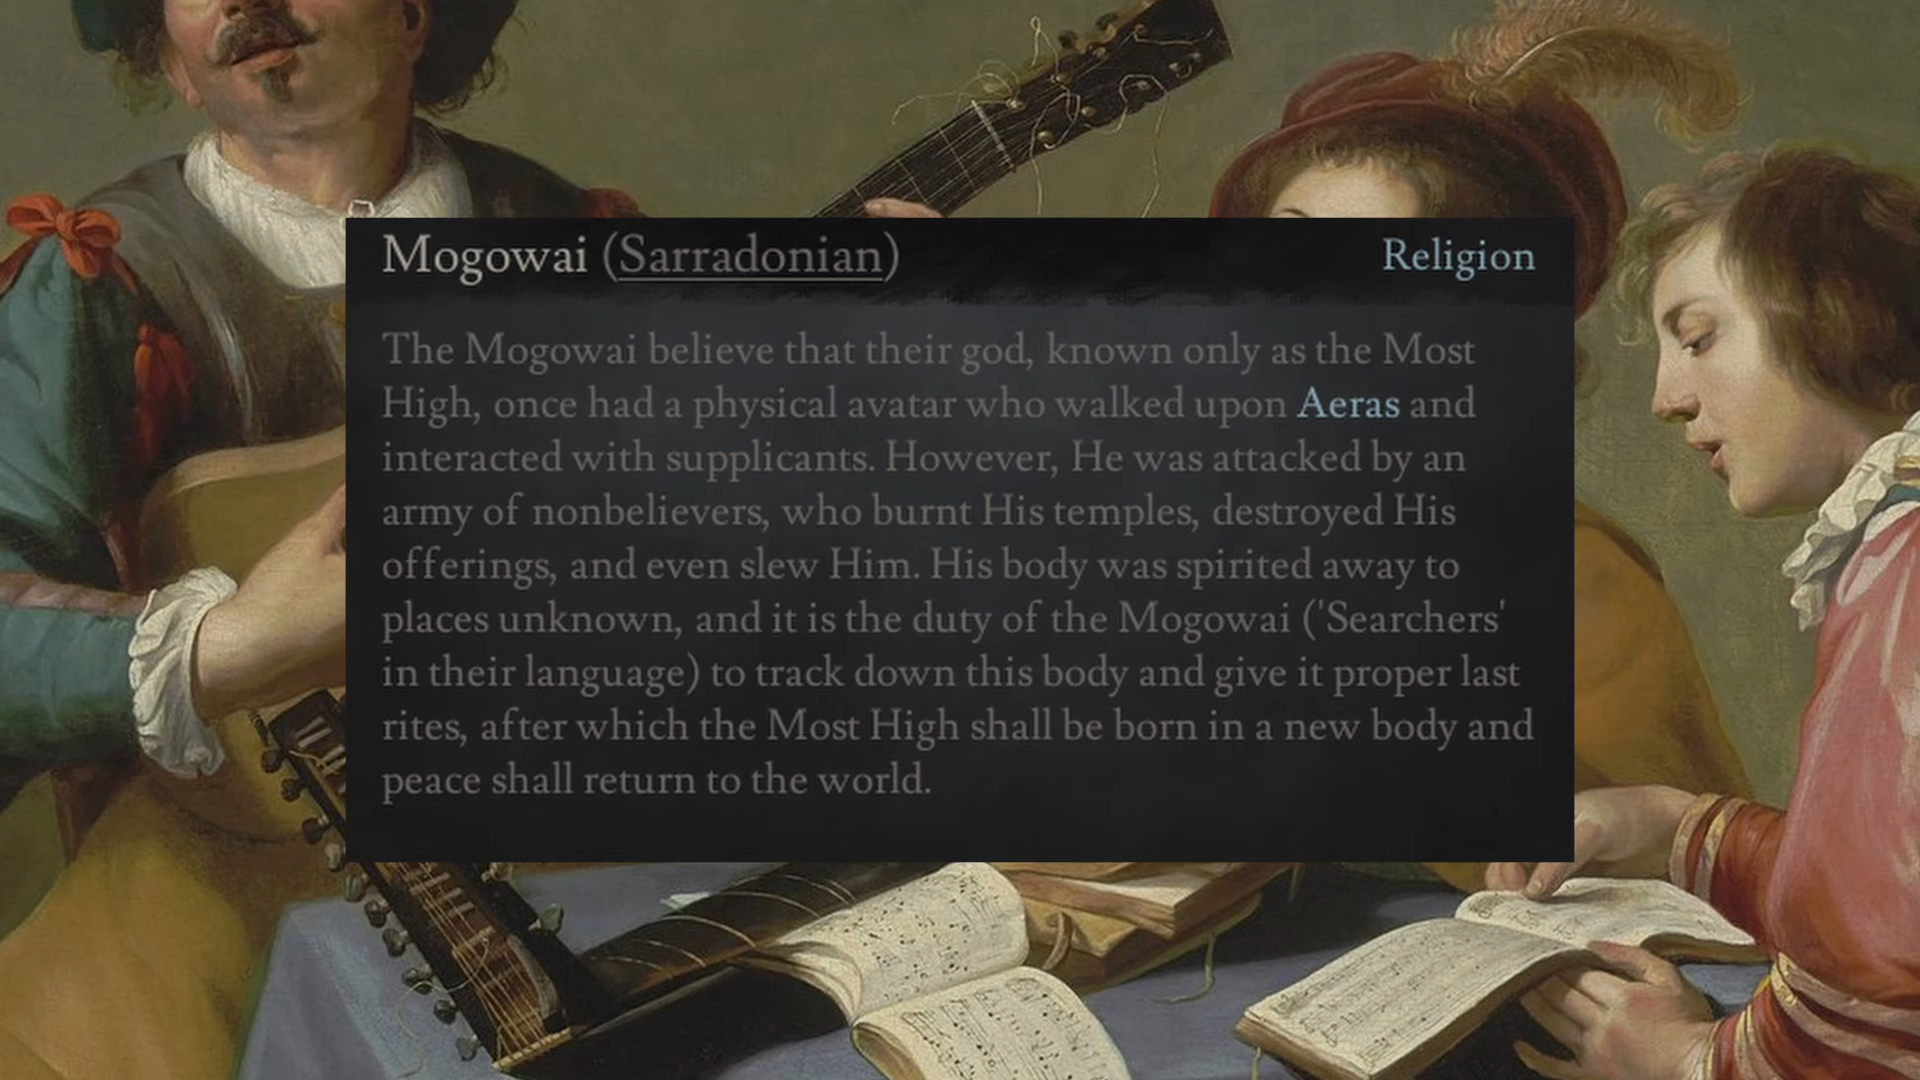 Mogowai (Sarradonian)
Religion
The Mogowai believe that their god, known only as the Most
High, once had a physical avatar who walked upon Aeras and
interacted with supplicants. However, He was attacked by an
army of nonbelievers, who burnt His temples, destroyed His
offerings, and even slew Him. His body was spirited away to
places unknown, and it is the duty of the Mogowai ('Searchers'
in their language) to track down this body and give it proper last
rites, after which the Most High shall be born in a new body and
peace shall return to the world.